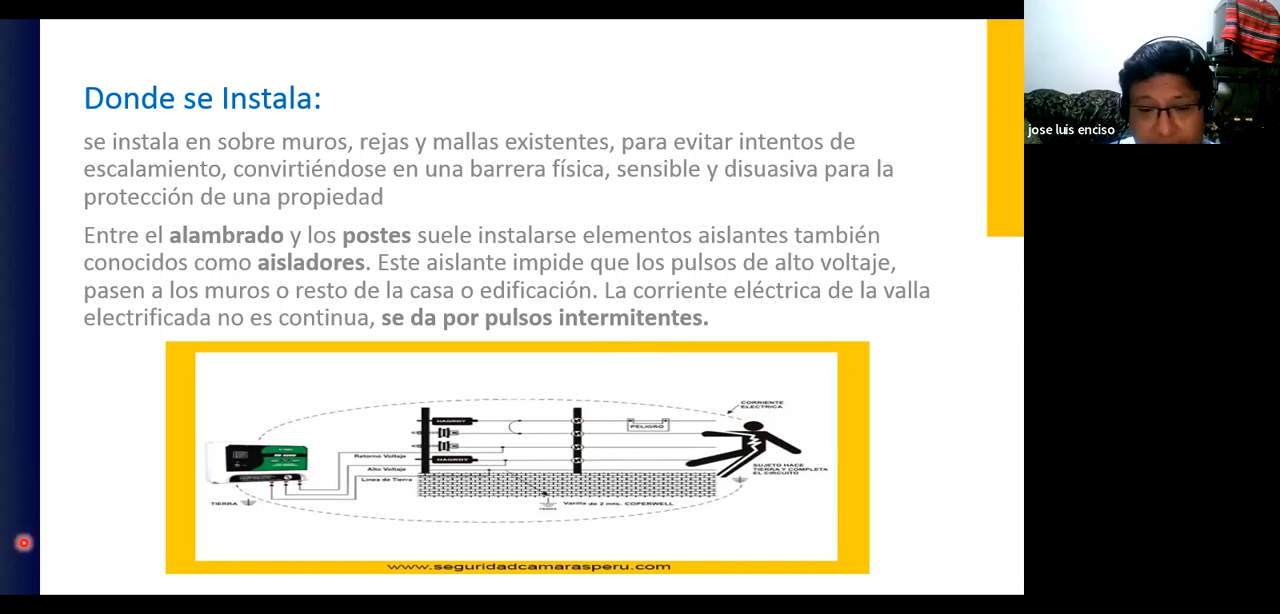 Donde se Instala:
se instala en sobre muros, rejas y mallas existentes, para evitar intentos de
escalamiento, convirtiéndose en una barrera física, sensible y disuasiva para la
protección de una propiedad
Entre el alambrado y los postes suele instalarse elementos aislantes también
conocidos como aisladores. Este aislante impide que los pulsos de alto voltaje,
pasen a los muros o resto de la casa o edificación. La corriente eléctrica de la valla
electrificada no es continua, se da por pulsos intermitentes.
CORRIENTE
ELECTRICA
HAGROY
PELIGRO
Retorno Voltaje
HAGROY
Alto Voltaje
SUJETO HACE
TIERRA Y COMPLETA
EL CIRCUITO
Linea de Tierra
TIERRA
Varilla de 2 mts. COPERWELL
TIERRA
www.seguridadcamarasperu.com
jose luis enciso